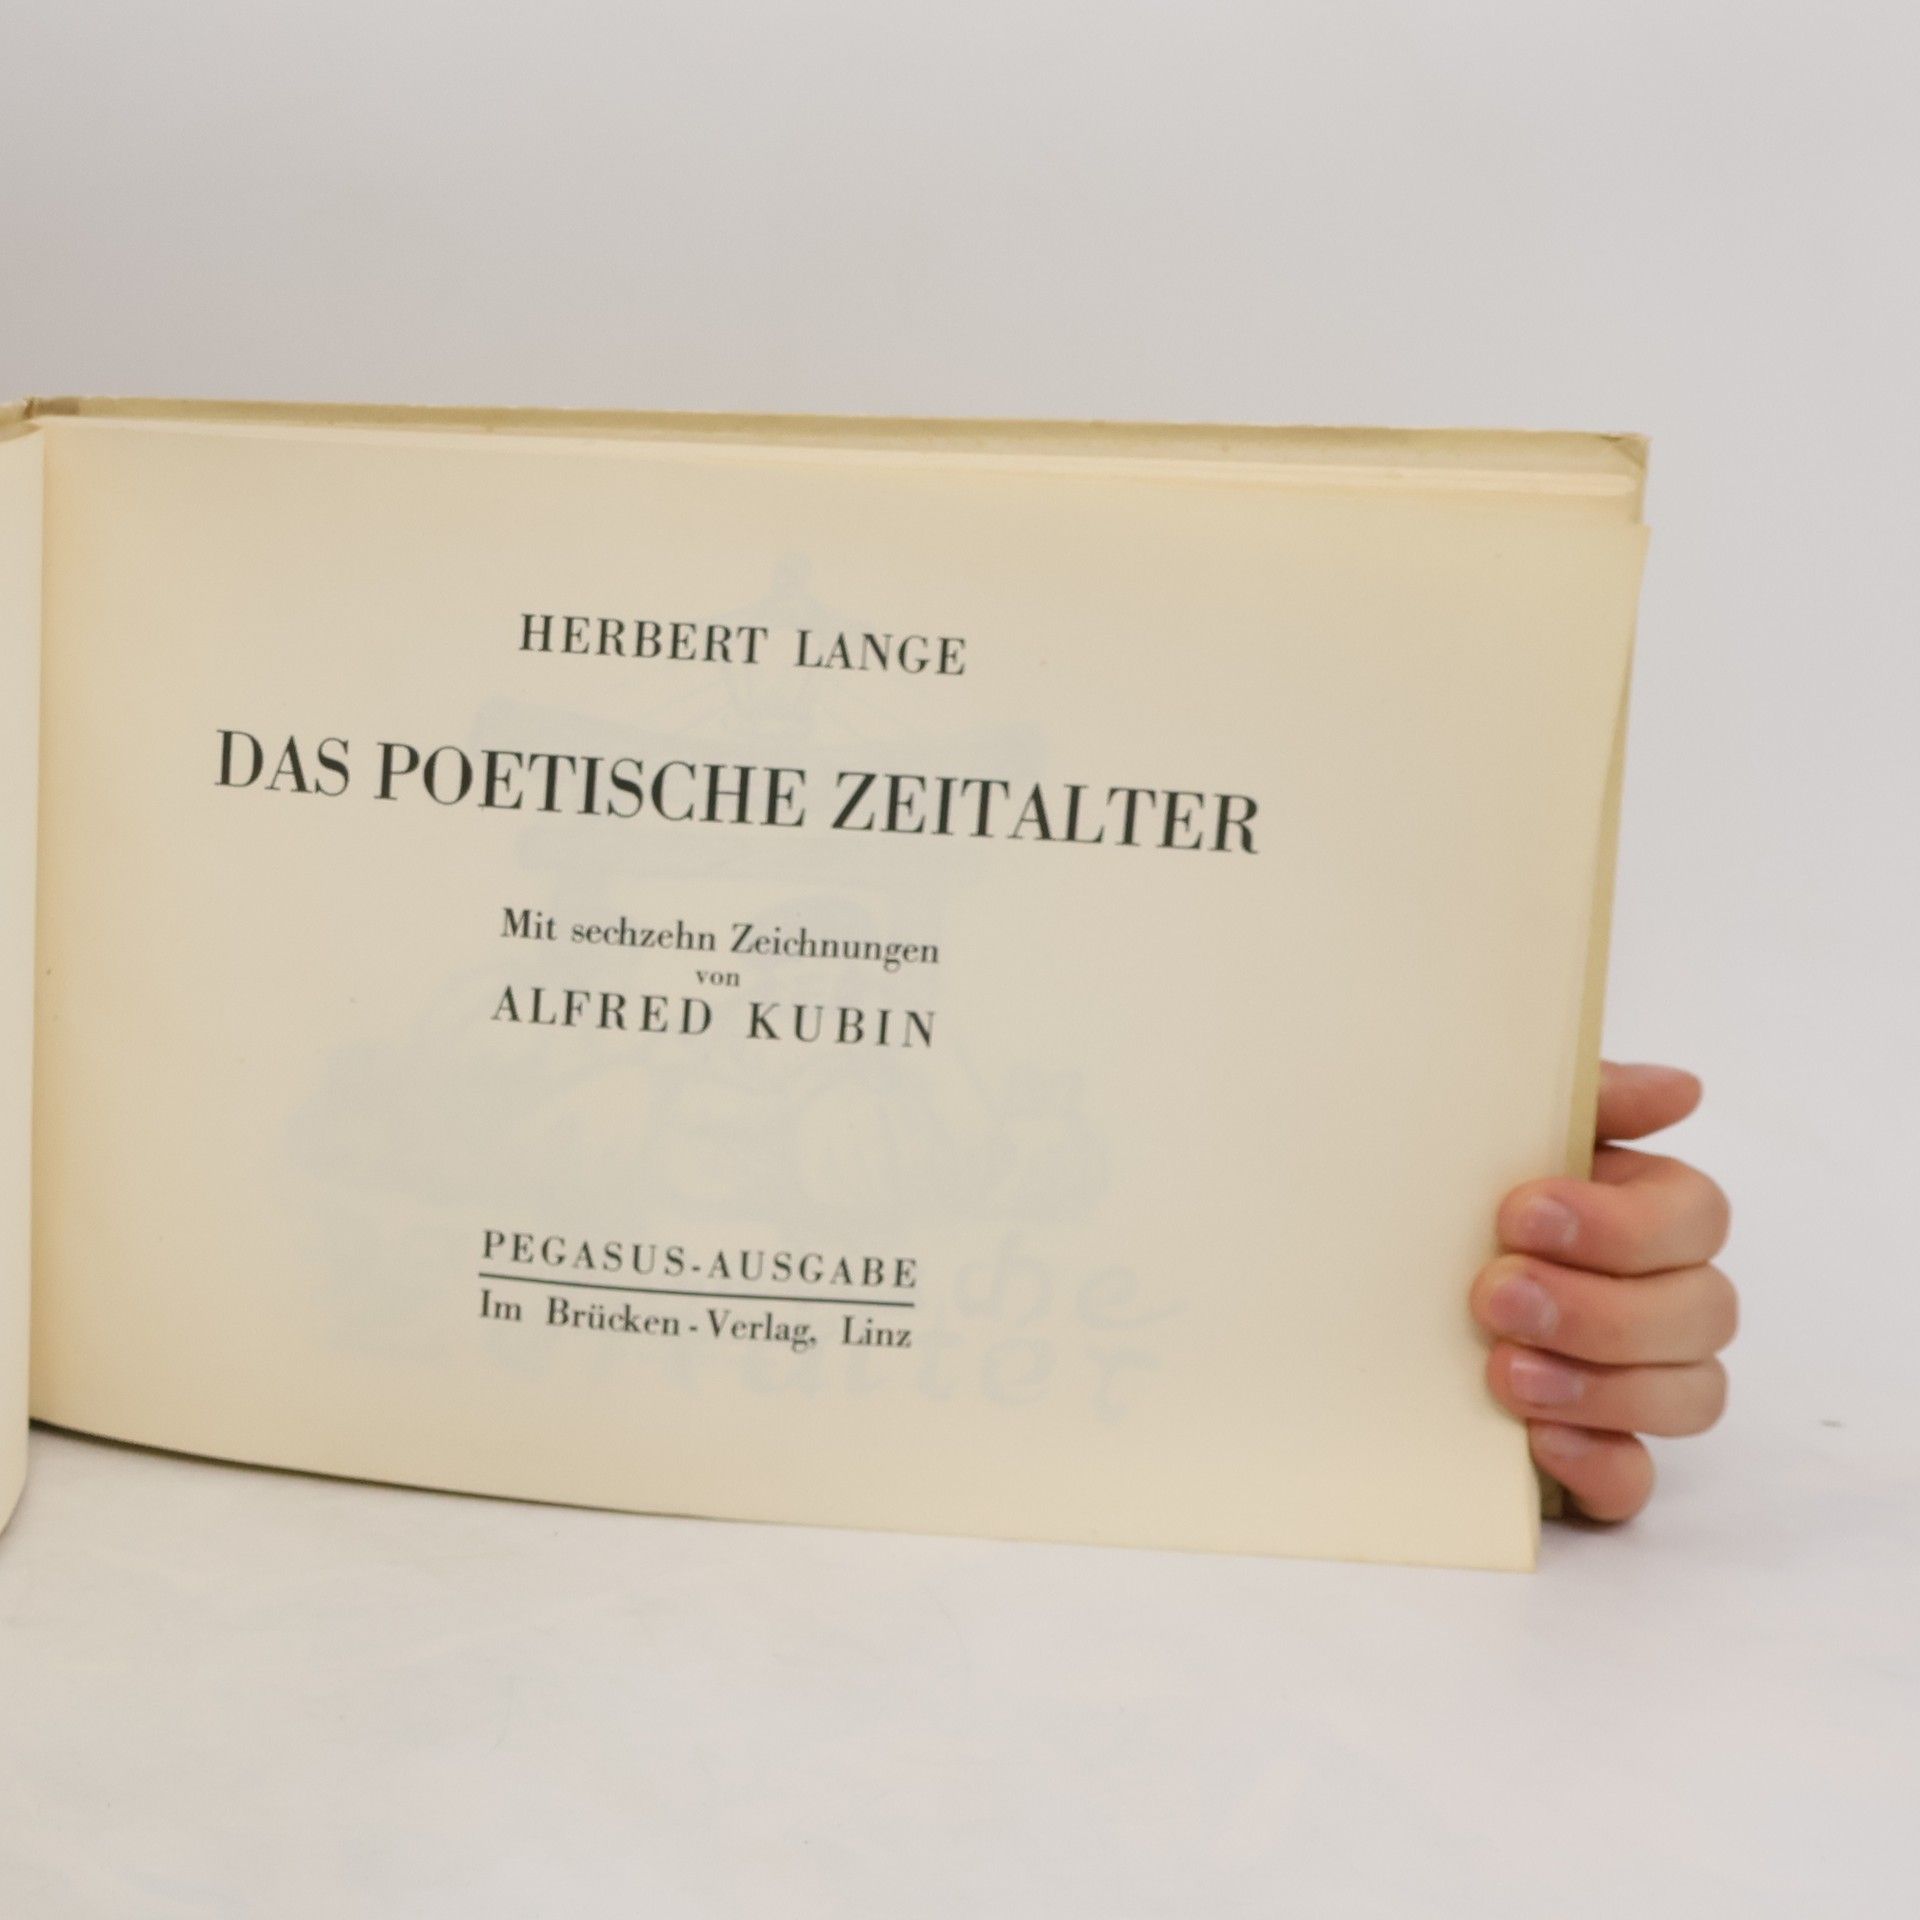 HERBERT LANGE
DAS POETISCHE ZEITALTER
Mit sechzehn Zeichnungen
von
ALFRED KUBIN
PEGASUS-AUSGABE
Im Brücken-Verlag, Linz